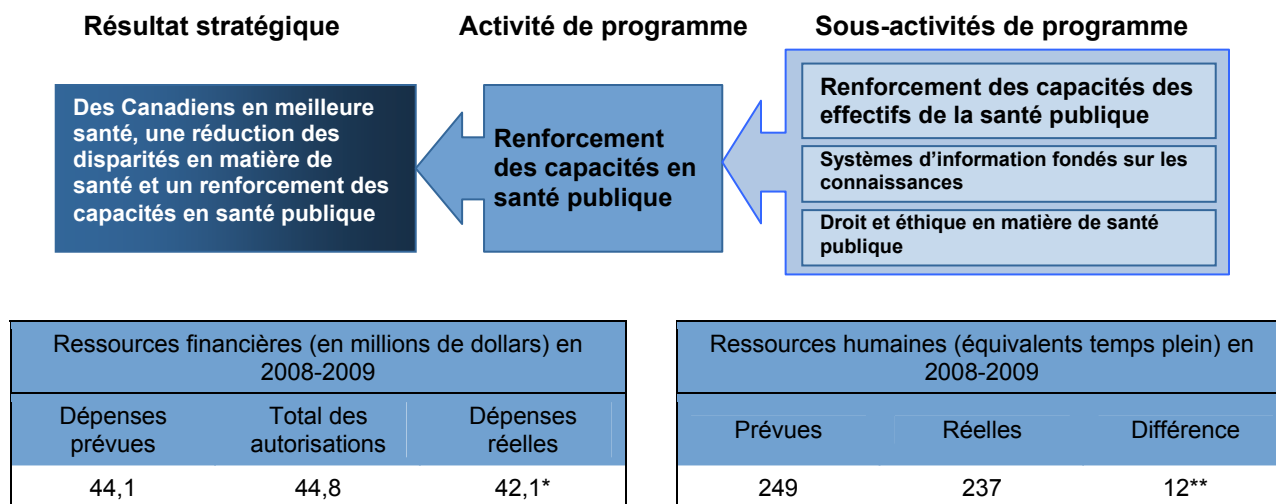 Résultat stratégique
Activité de programme
Sous-activités de programme
Des Canadiens en meilleure
santé, une réduction des
disparités en matière de
santé et un renforcement des
capacités en santé publique
Renforcement
des capacités en
santé publique
Renforcement des capacités des
effectifs de la santé publique
Systèmes d’information fondés sur les
connaissances
Droit et éthique en matière de santé
publique
Ressources financières (en millions de dollars) en
2008-2009
Dépenses
prévues
Total des
autorisations
Dépenses
réelles
44,1
44,8
42,1*
Ressources humaines (équivalents temps plein) en
2008-2009
Prévues
Réelles
Différence
249
237
12**